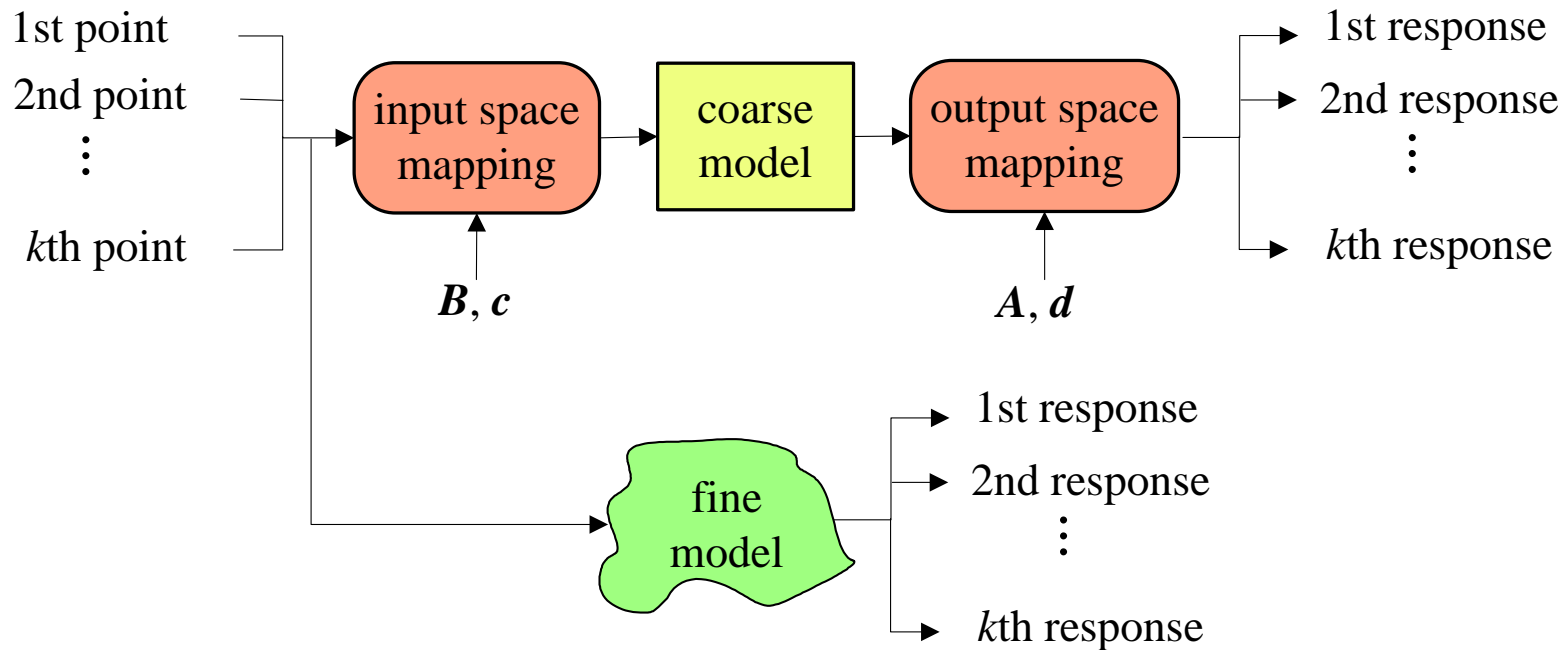 1st point
2nd point
⋮
kth point
input space
mapping
B, c
coarse
model
output space
mapping
A, d
1st response
2nd response
⋮
kth response
fine
model
1st response
2nd response
⋮
kth response